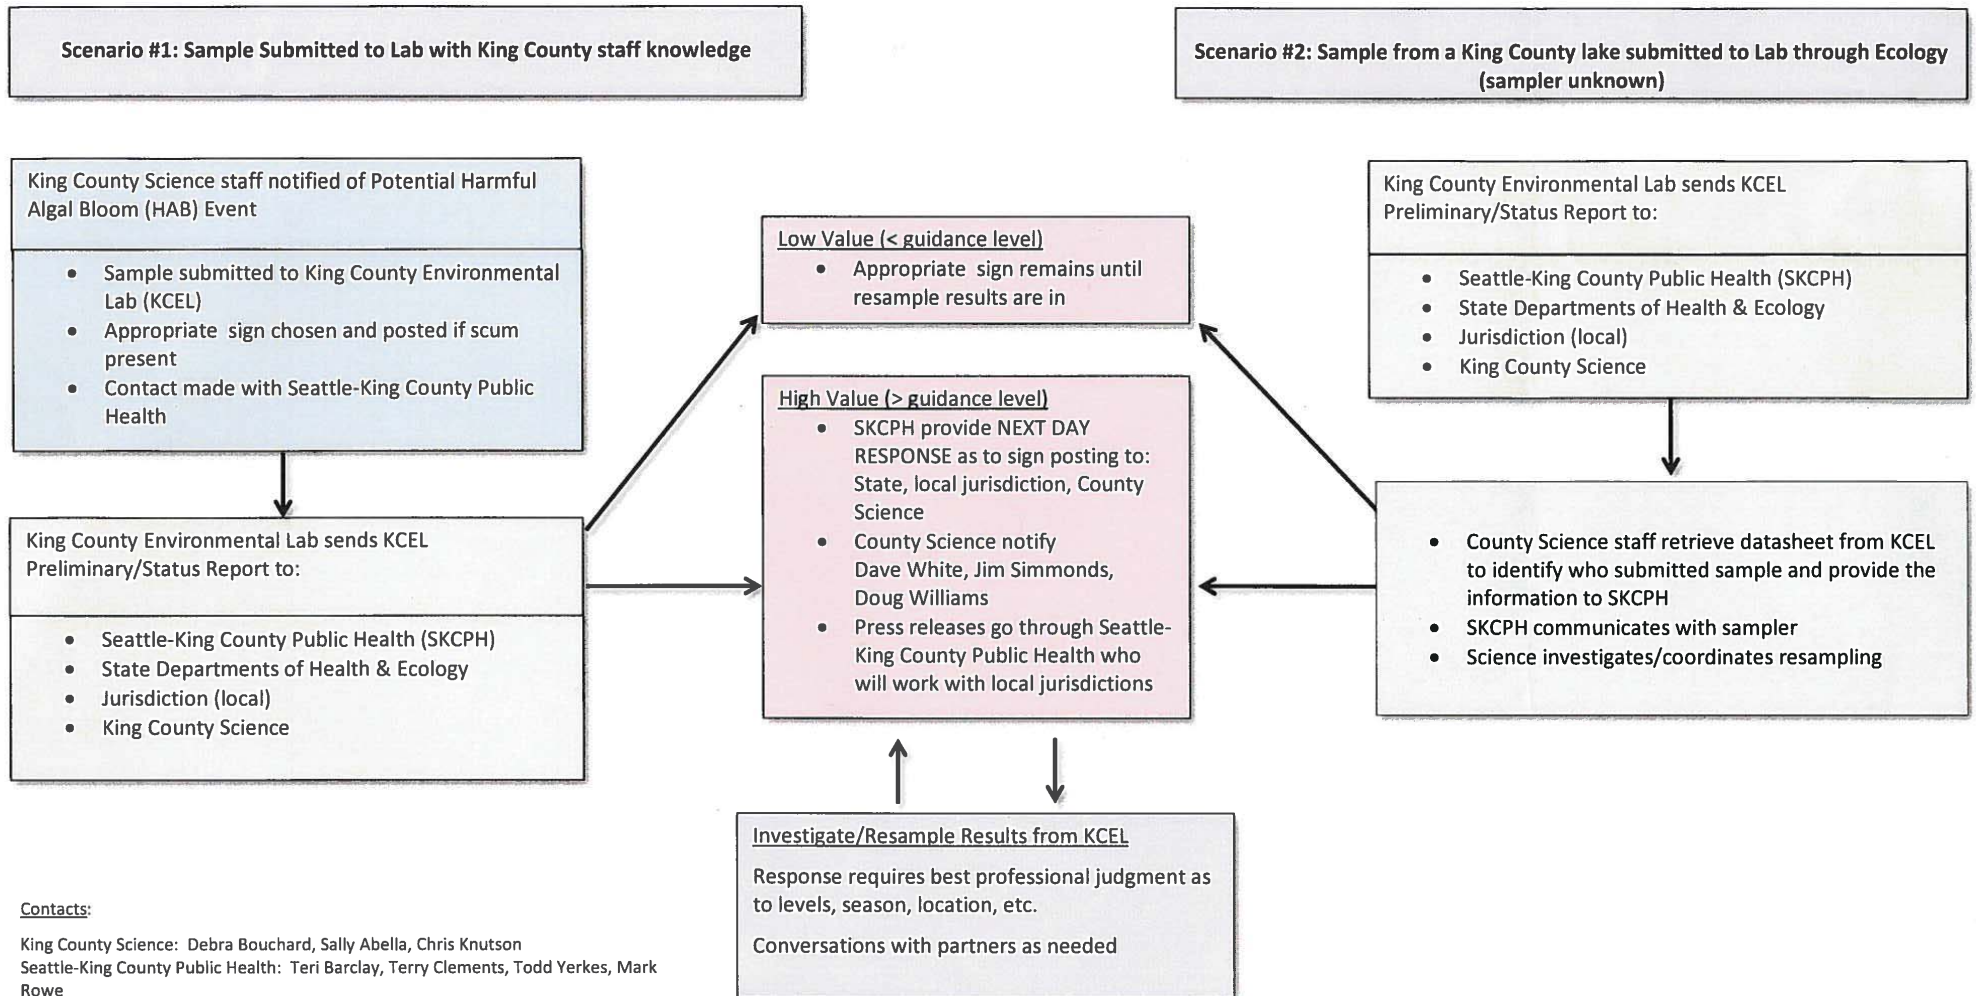 Scenario #1: Sample Submitted to Lab with King County staff knowledge
Scenario #2: Sample from a King County lake submitted to Lab through Ecology
(sampler unknown)
King County Science staff notified of Potential Harmful
Algal Bloom (HAB) Event
• Sample submitted to King County Environmental
Lab (KCEL)
• Appropriate sign chosen and posted if scum
present
• Contact made with Seattle-King County Public
Health
King County Environmental Lab sends KCEL
Preliminary/Status Report to:
• Seattle-King County Public Health (SKCPH)
• State Departments of Health & Ecology
• Jurisdiction (local)
• King County Science
Low Value (< guidance level)
• Appropriate sign remains until
resample results are in
High Value (> guidance level)
• SKCPH provide NEXT DAY
RESPONSE as to sign posting to:
State, local jurisdiction, County
Science
• County Science notify
Dave White, Jim Simmonds,
Doug Williams
• Press releases go through Seattle-
King County Public Health who
will work with local jurisdictions
Investigate/Resample Results from KCEL
Response requires best professional judgment as
to levels, season, location, etc.
Conversations with partners as needed
King County Environmental Lab sends KCEL
Preliminary/Status Report to:
• Seattle-King County Public Health (SKCPH)
• State Departments of Health & Ecology
• Jurisdiction (local)
• King County Science
• County Science staff retrieve datasheet from KCEL
to identify who submitted sample and provide the
information to SKCPH
• SKCPH communicates with sampler
• Science investigates/coordinates resampling
Contacts:
King County Science: Debra Bouchard, Sally Abella, Chris Knutson
Seattle-King County Public Health: Teri Barclay, Terry Clements, Todd Yerkes, Mark
Rowe